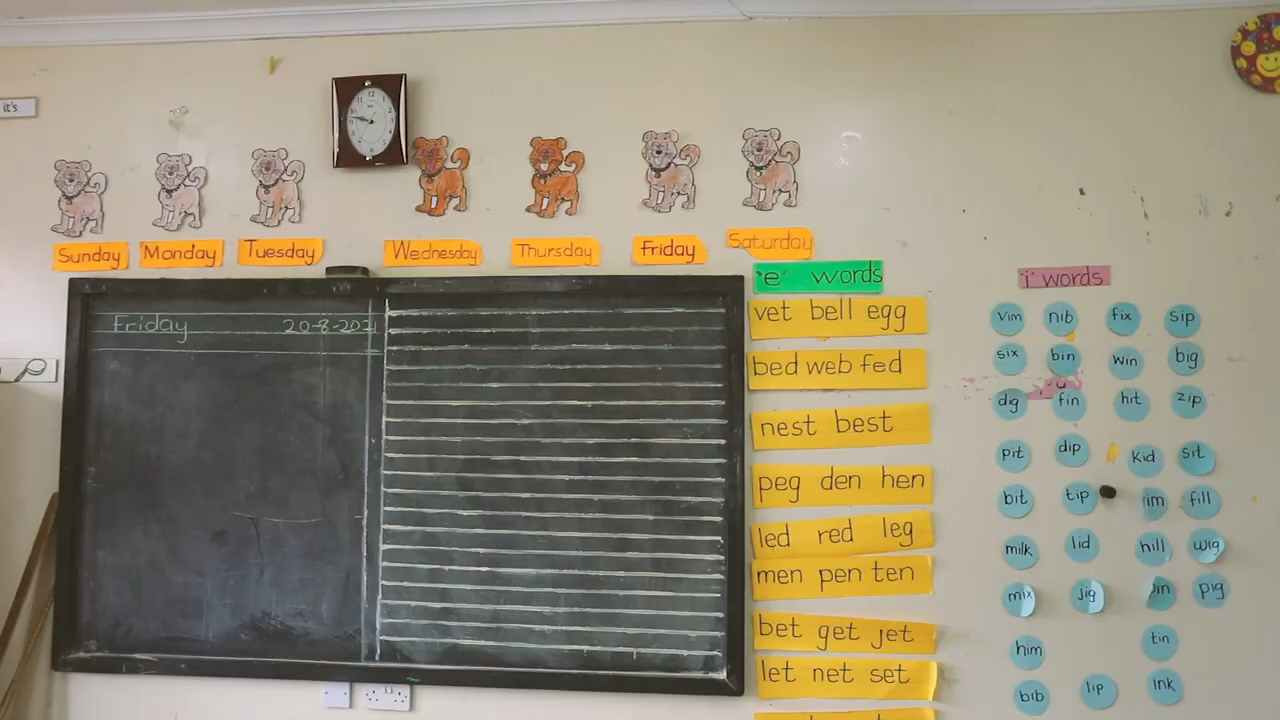 it's
Sunday Monday Tuesday Wednesday Thursday Friday Saturday
Friday 20-8-2021
"e" words
vet bell egg
bed web fed
nest best
peg den hen
led red leg
men pen ten
bet get jet
let net set
"i" words
vim nib fix sip
six bin win big
dig fin hit zip
pit dip kid sit
bit tip fill
milk lid hill wig
mix jig pig
him tin
bib lip ink